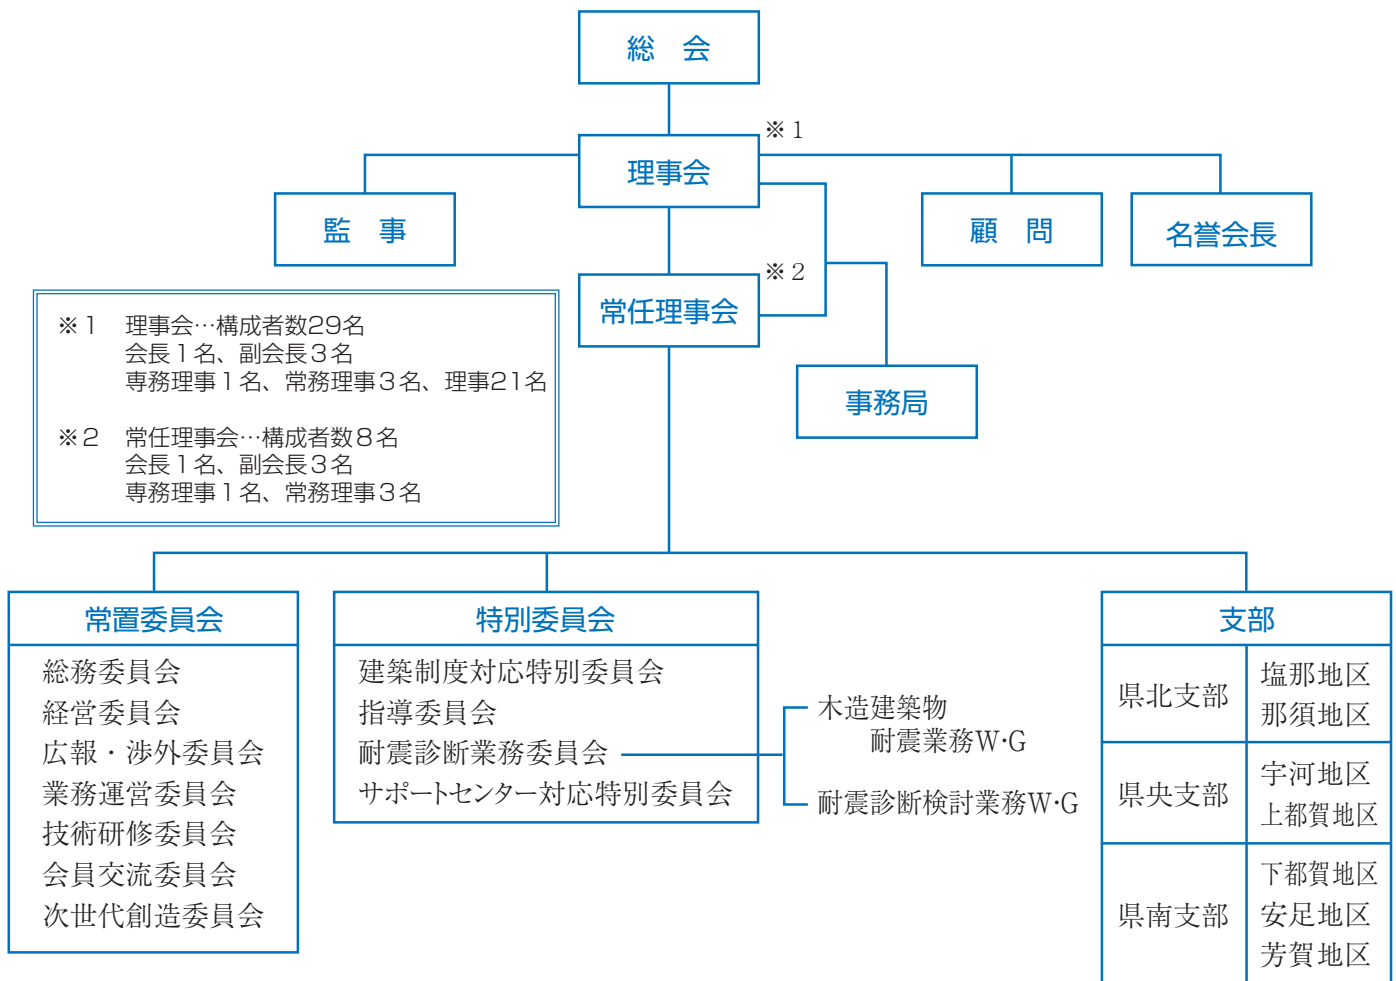 総　会
※１
理事会
監　事
顧　問
名誉会長
※２
常任理事会
事務局
※１　理事会…構成者数29名
会長１名、副会長３名
専務理事１名、常務理事３名、理事21名
※２　常任理事会…構成者数８名
会長１名、副会長３名
専務理事１名、常務理事３名
常置委員会
総務委員会
経営委員会
広報・渉外委員会
業務運営委員会
技術研修委員会
会員交流委員会
次世代創造委員会
特別委員会
建築制度対応特別委員会
指導委員会
耐震診断業務委員会
サポートセンター対応特別委員会
木造建築物
耐震業務W・G
耐震診断検討業務W・G
支部
県北支部
塩那地区
那須地区
県央支部
宇河地区
上都賀地区
県南支部
下都賀地区
安足地区
芳賀地区